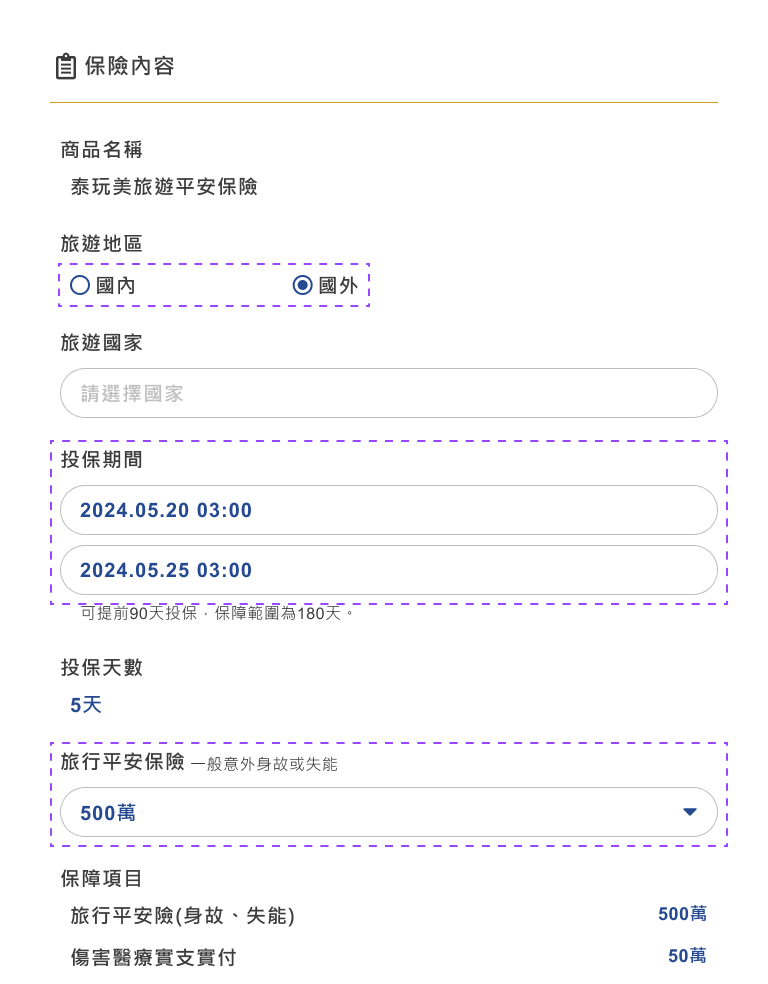 保險內容
商品名稱
泰玩美旅遊平安保險
旅遊地區
國內 國外
旅遊國家
請選擇國家
投保期間
2024.05.20 03:00
2024.05.25 03:00
可提前90天投保，保障範圍為180天。
投保天數
5天
旅行平安保險 一般意外身故或失能
500萬
保障項目
旅行平安險(身故、失能) 500萬
傷害醫療實支實付 50萬